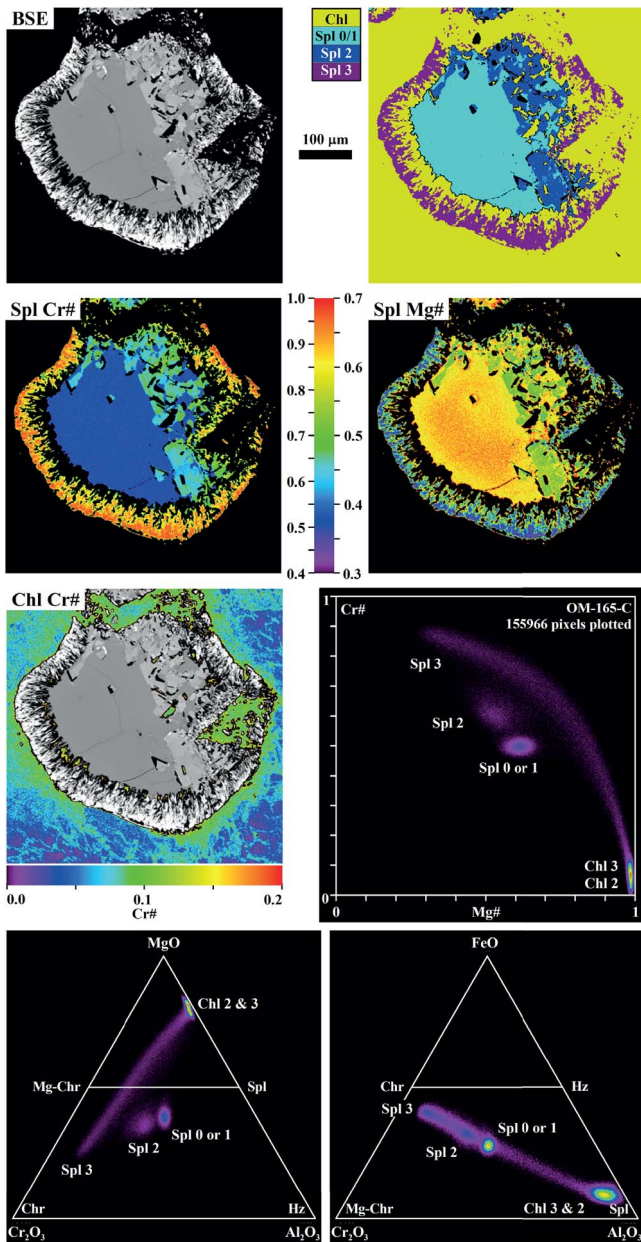 BSE
Chl
Spl 0/1
Spl 2
Spl 3
100 μm
Spl Cr#
1.0 0.7
0.9 0.6
0.8
0.7 0.5
0.6
0.4
0.5
0.4 0.3
Spl Mg#
Chl Cr#
0.0 0.1 0.2
Cr#
1
Cr#
OM-165-C
155966 pixels plotted
Spl 3
Spl 2
Spl 0 or 1
Chl 3
Chl 2
0
0 Mg# 1
MgO
Chl 2 & 3
Mg-Chr Spl
Spl 0 or 1
Spl 2
Spl 3
Chr Hz
Cr₂O₃ Al₂O₃
FeO
Chr Hz
Spl 3
Spl 0 or 1
Spl 2
Chl 3 & 2
Mg-Chr Spl
Cr₂O₃ Al₂O₃